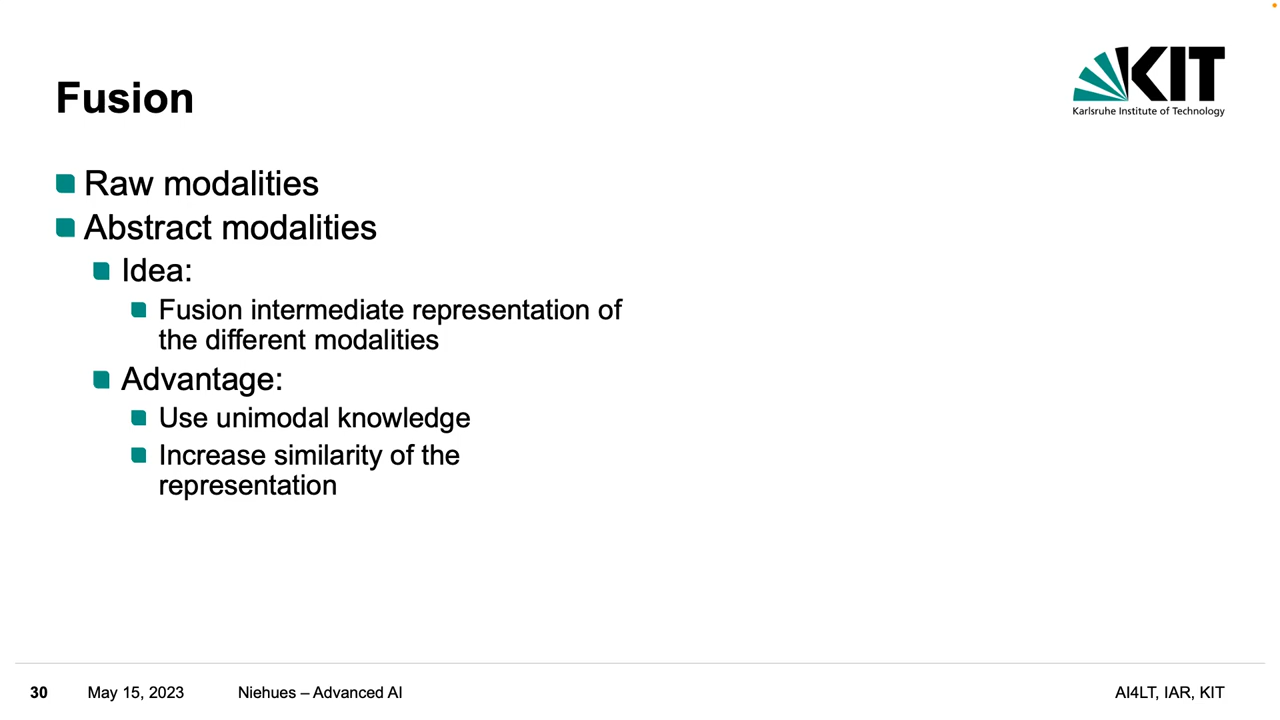 KIT
Karlsruhe Institute of Technology
Fusion
Raw modalities
Abstract modalities
Idea:
Fusion intermediate representation of
the different modalities
Advantage:
Use unimodal knowledge
Increase similarity of the
representation
30 May 15, 2023 Niehues – Advanced AI AI4LT, IAR, KIT